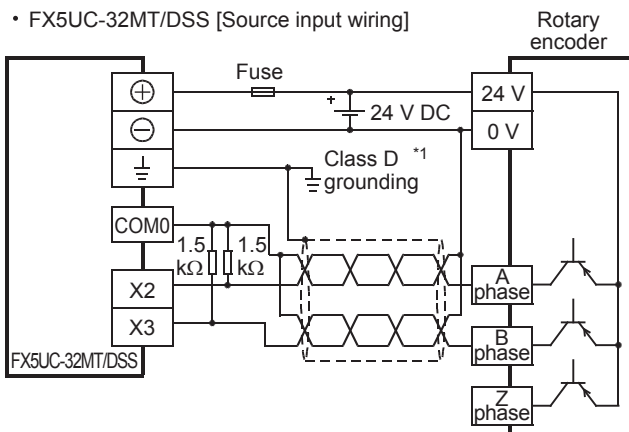 • FX5UC-32MT/DSS [Source input wiring]
Rotary
encoder
Fuse
24 V
+
24 V DC
0 V
Class D *1
grounding
COM0
1.5
kΩ
1.5
kΩ
X2
X3
A
phase
B
phase
Z
phase
FX5UC-32MT/DSS